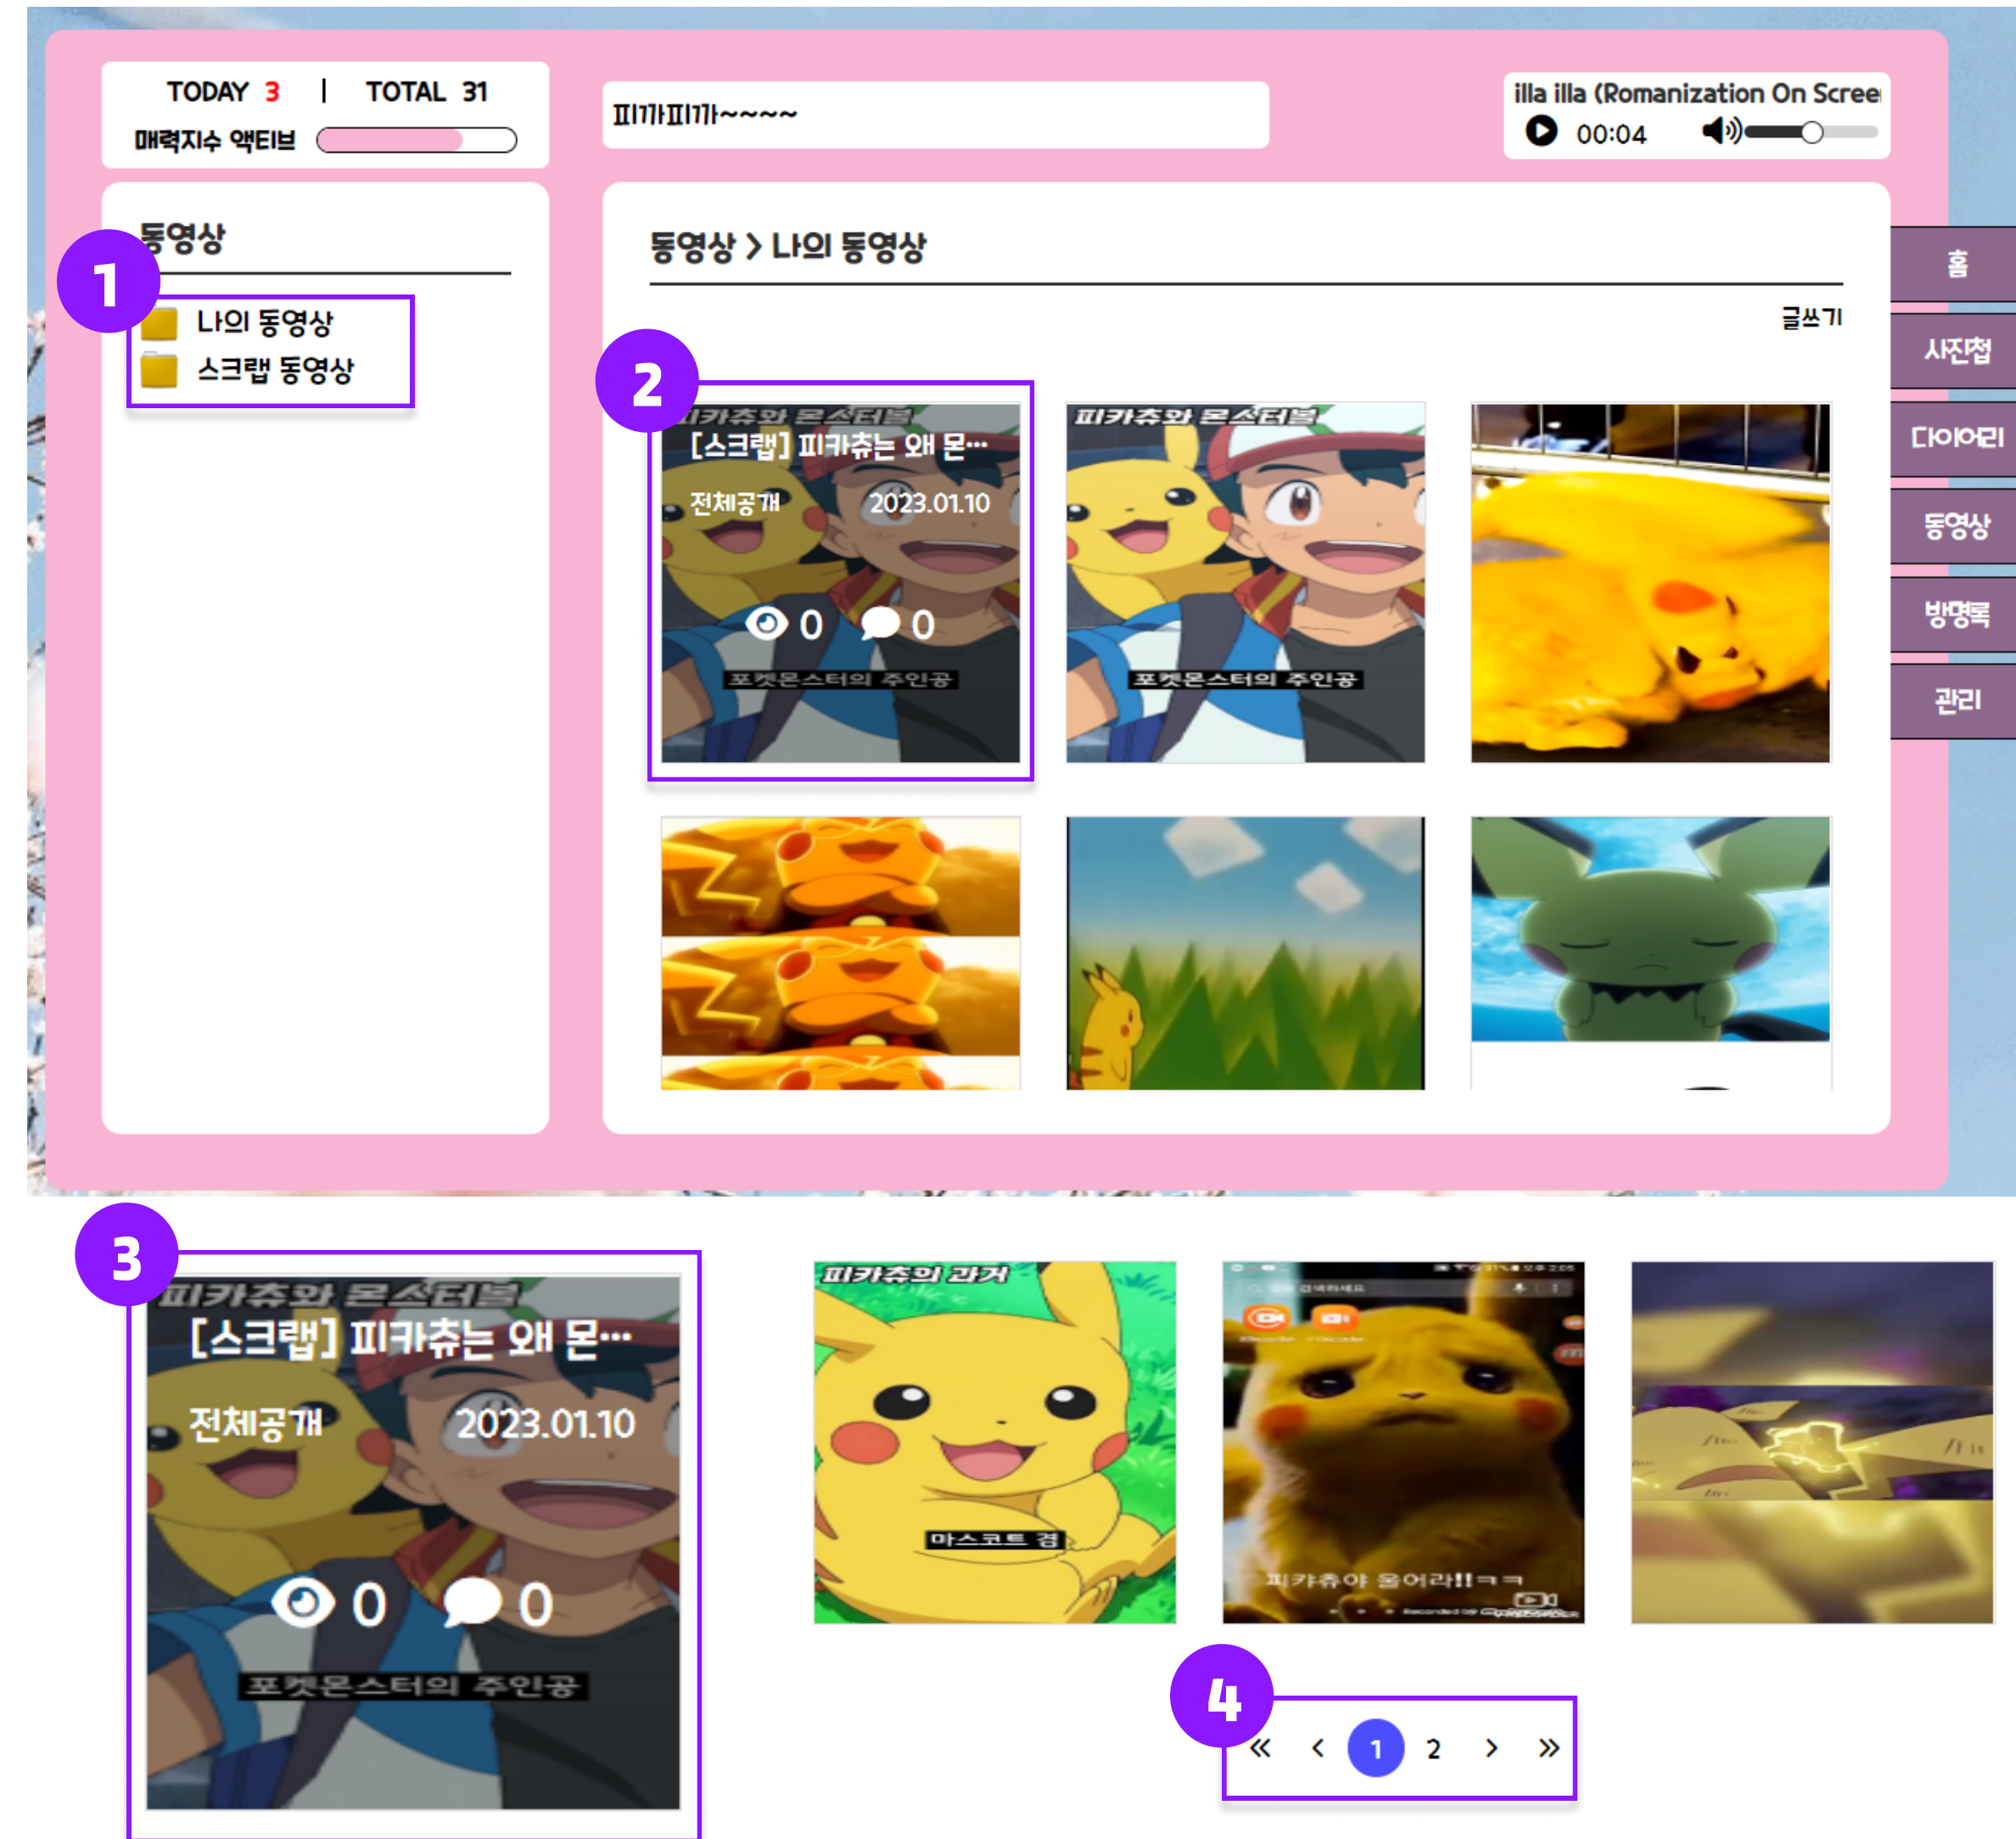 TODAY 3 | TOTAL 31
매력지수 액티브
피까피까~~~~
illa illa (Romanization On Scree
00:04
동영상
1
나의 동영상
스크랩 동영상
동영상 > 나의 동영상
글쓰기
홈
사진첩
다이어리
동영상
방명록
관리
2
피카츄와 몬스터볼
[스크랩] 피카츄는 왜 몬…
전체공개 2023.01.10
0 0
포켓몬스터의 주인공
피카츄와 몬스터볼
포켓몬스터의 주인공
3
피카츄와 몬스터볼
[스크랩] 피카츄는 왜 몬…
전체공개 2023.01.10
0 0
포켓몬스터의 주인공
피카츄의 과거
마스코트 겸
오후 2:05
피캬츄야 울어라!!ㅋㅋ
Recorded by
4
« < 1 2 > »